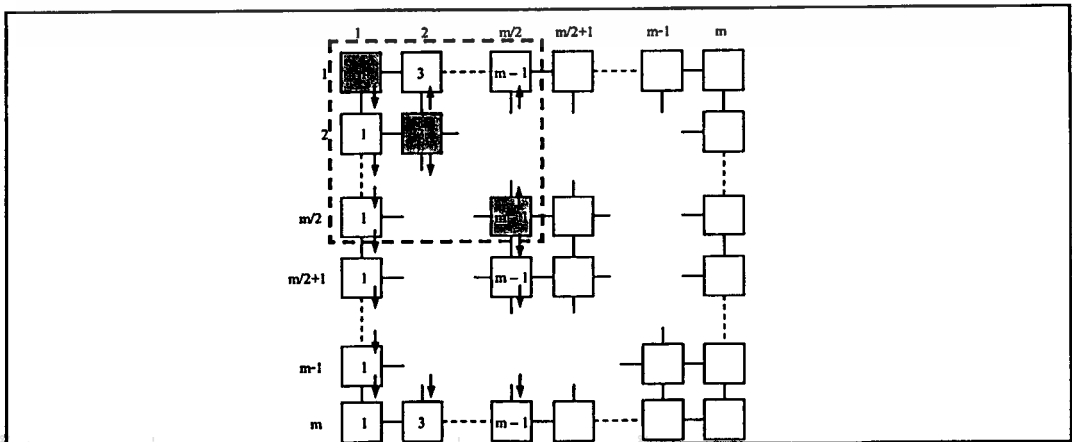 1 2 m/2 m/2+1 m-1 m
1 3 m – 1
2 1
m/2 1
m/2+1 1 m – 1
m-1 1
m 1 3 m – 1